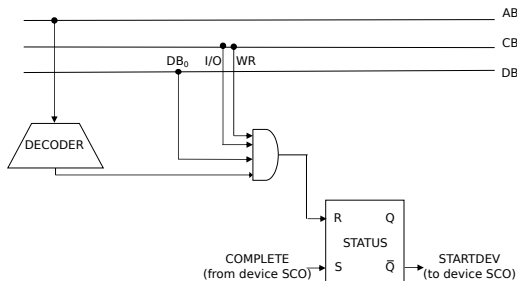 AB
CB
DB₀ I/O WR
DB
DECODER
R Q
STATUS
COMPLETE
(from device SCO)
S Q̅
STARTDEV
(to device SCO)